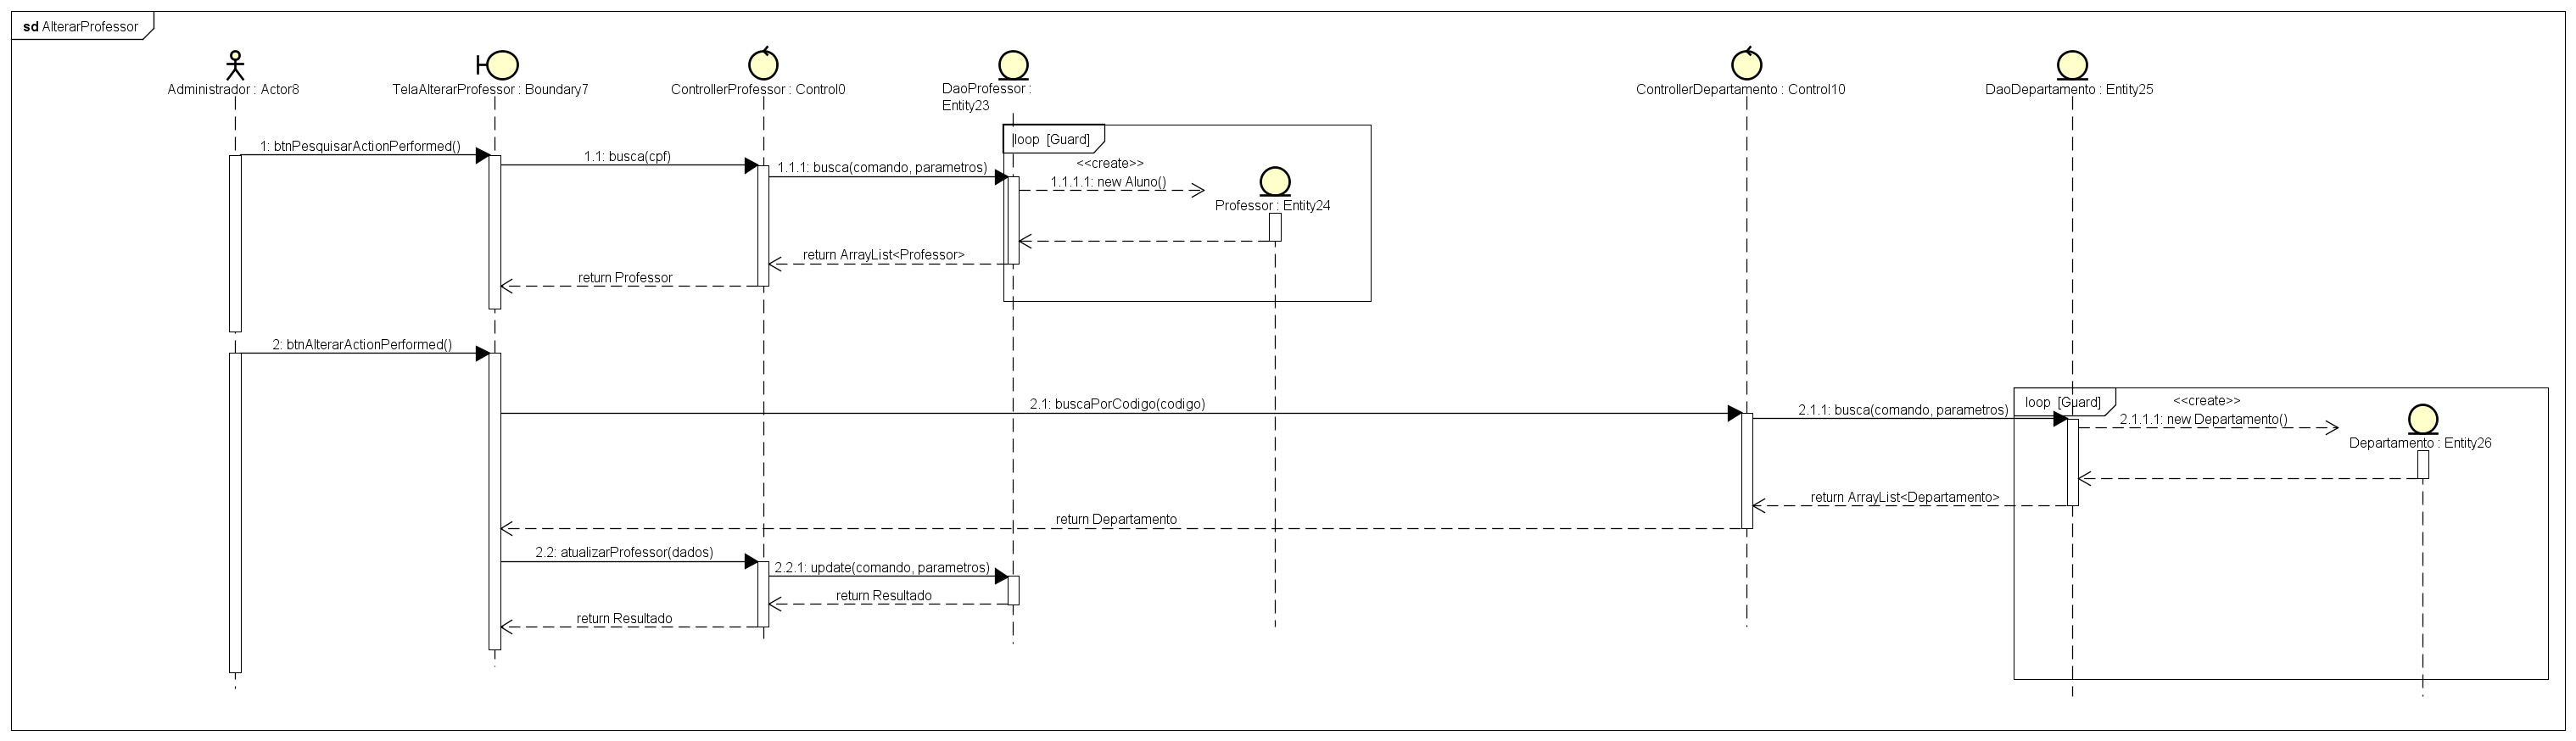 sd AlterarProfessor
Administrador : Actor8
TelaAlterarProfessor : Boundary7
ControllerProfessor : Control0
DaoProfessor :
Entity23
ControllerDepartamento : Control10
DaoDepartamento : Entity25
loop [Guard]
1: btnPesquisarActionPerformed()
1.1: busca(cpf)
1.1.1: busca(comando, parametros)
<<create>>
1.1.1.1: new Aluno()
Professor : Entity24
return ArrayList<Professor>
return Professor
2: btnAlterarActionPerformed()
2.1: buscaPorCodigo(codigo)
2.1.1: busca(comando, parametros)
loop [Guard]
<<create>>
2.1.1.1: new Departamento()
Departamento : Entity26
return ArrayList<Departamento>
return Departamento
2.2: atualizarProfessor(dados)
2.2.1: update(comando, parametros)
return Resultado
return Resultado